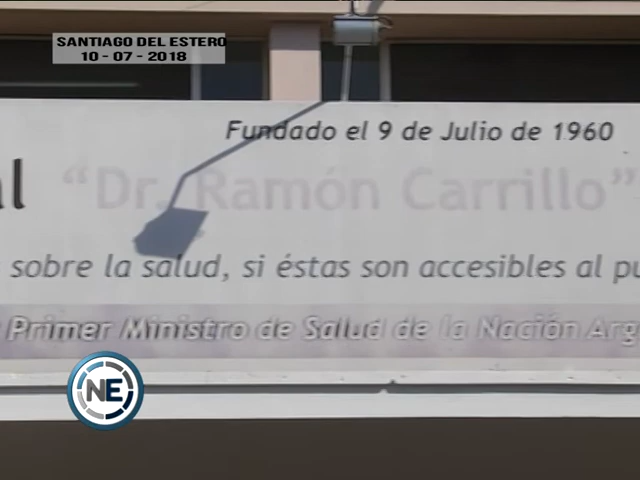 SANTIAGO DEL ESTERO
10 - 07 - 2018
Fundado el 9 de Julio de 1960
al “Dr. Ramón Carrillo”
sobre la salud, si éstas son accesibles al pu
Primer Ministro de Salud de la Nación Arg
NE